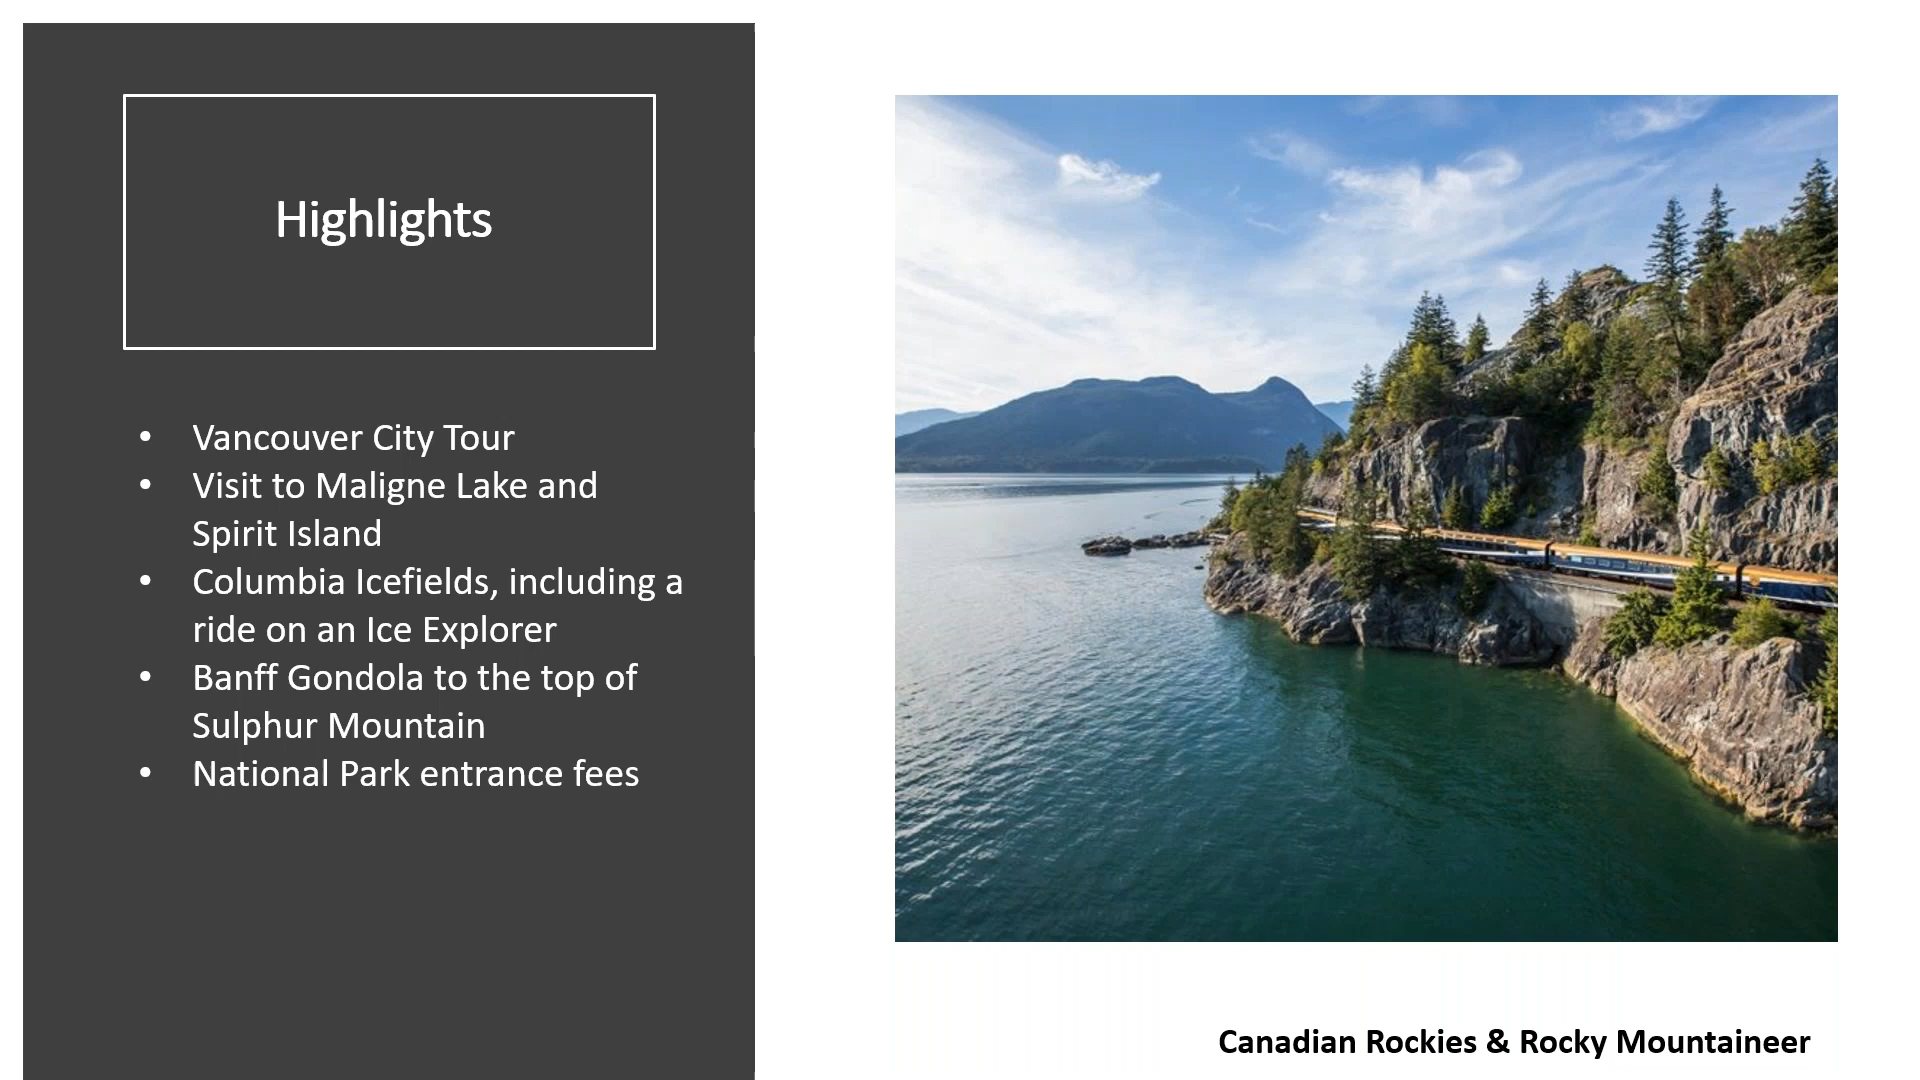 Highlights
• Vancouver City Tour
• Visit to Maligne Lake and
Spirit Island
• Columbia Icefields, including a
ride on an Ice Explorer
• Banff Gondola to the top of
Sulphur Mountain
• National Park entrance fees
Canadian Rockies & Rocky Mountaineer